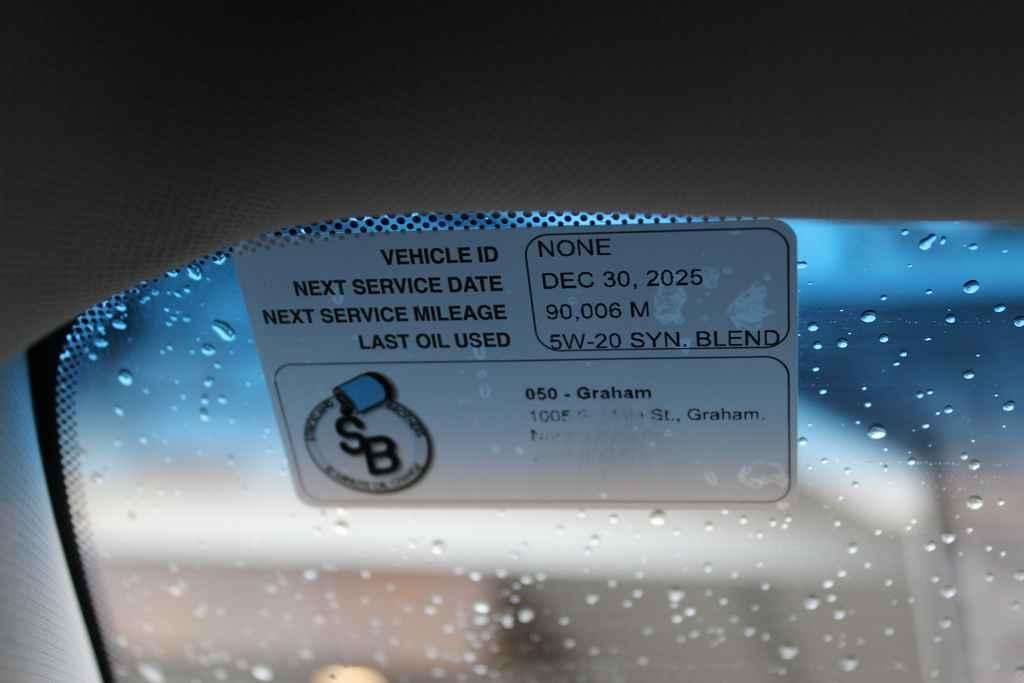 VEHICLE ID NONE
NEXT SERVICE DATE DEC 30, 2025
NEXT SERVICE MILEAGE 90,006 M
LAST OIL USED 5W-20 SYN. BLEND
SB
050 - Graham
1005 St., Graham.